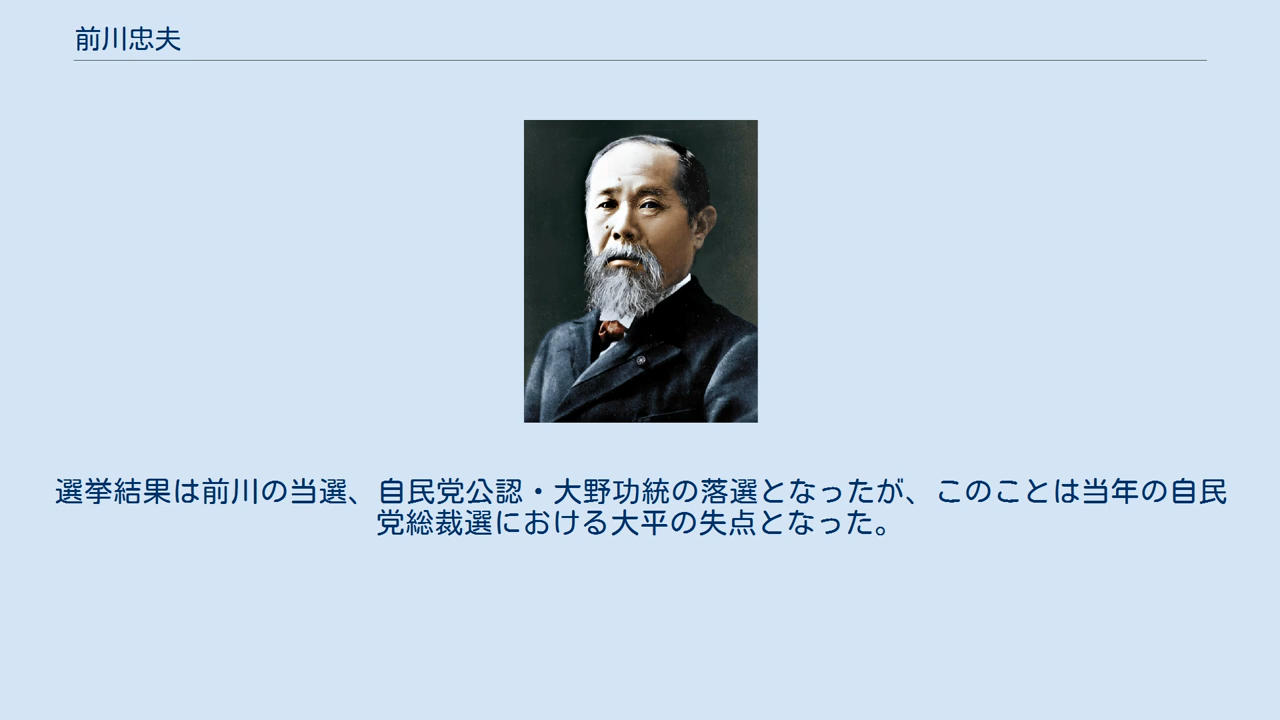 前川忠夫
選挙結果は前川の当選、自民党公認・大野功統の落選となったが、このことは当年の自民
党総裁選における大平の失点となった。